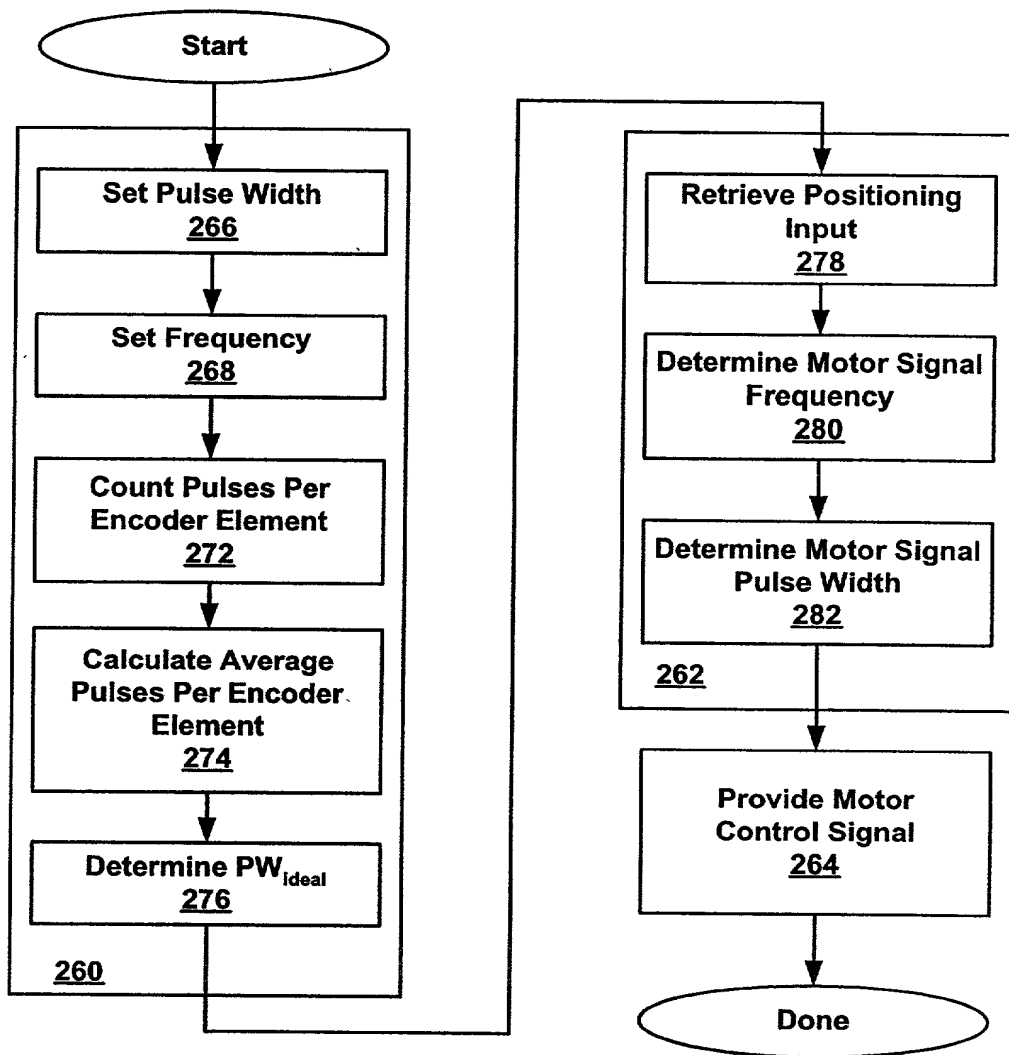 Start
Set Pulse Width
266
Set Frequency
268
Count Pulses Per
Encoder Element
272
Calculate Average
Pulses Per Encoder
Element
274
Determine PWideal
276
260
Retrieve Positioning
Input
278
Determine Motor Signal
Frequency
280
Determine Motor Signal
Pulse Width
282
262
Provide Motor
Control Signal
264
Done